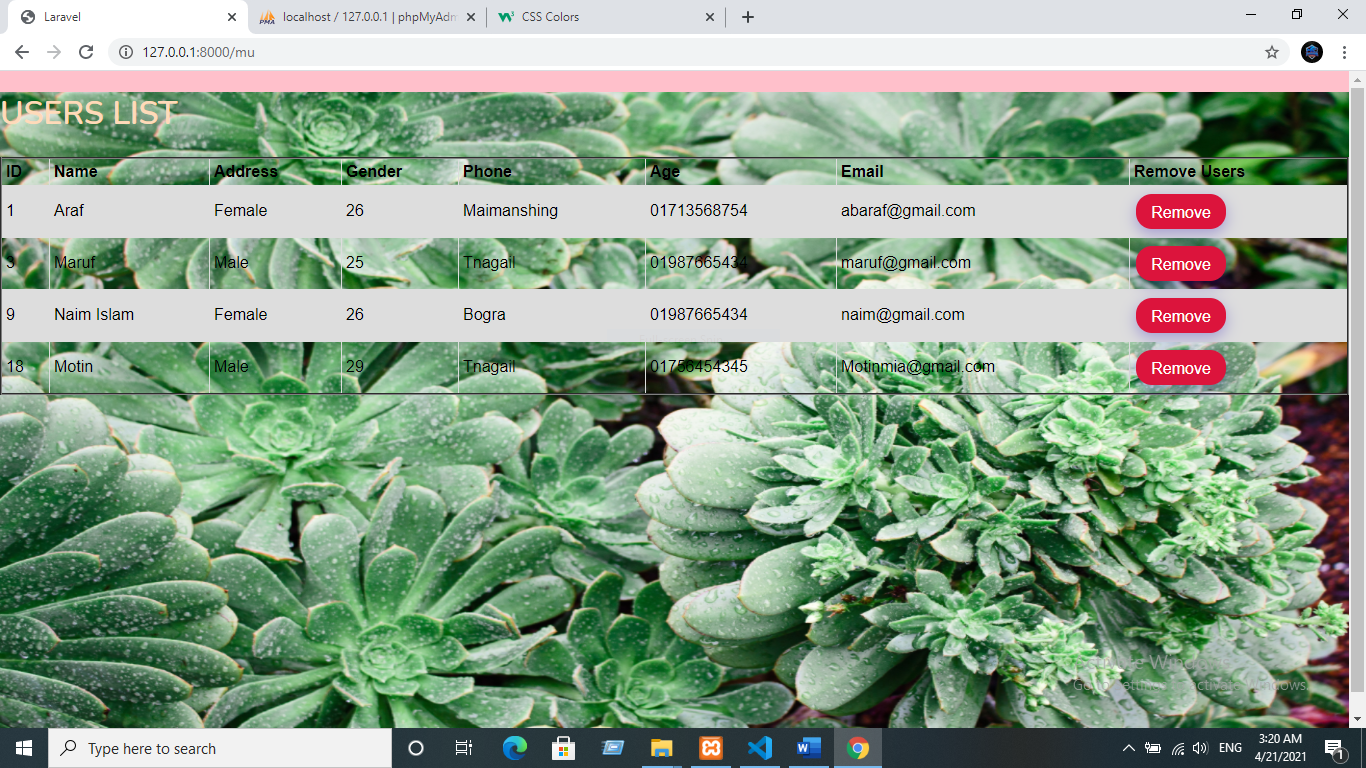 Laravel
localhost / 127.0.0.1 | phpMyAdm
CSS Colors
127.0.0.1:8000/mu
USERS LIST
ID Name Address Gender Phone Age Email Remove Users
1 Araf Female 26 Maimanshing 01713568754 abaraf@gmail.com Remove
3 Maruf Male 25 Tnagail 01987665434 maruf@gmail.com Remove
9 Naim Islam Female 26 Bogra 01987665434 naim@gmail.com Remove
18 Motin Male 29 Tnagail 01756454345 Motinmia@gmail.com Remove
Activate Windows
Go to Settings to activate Windows.
Type here to search
ENG
3:20 AM
4/21/2021
1